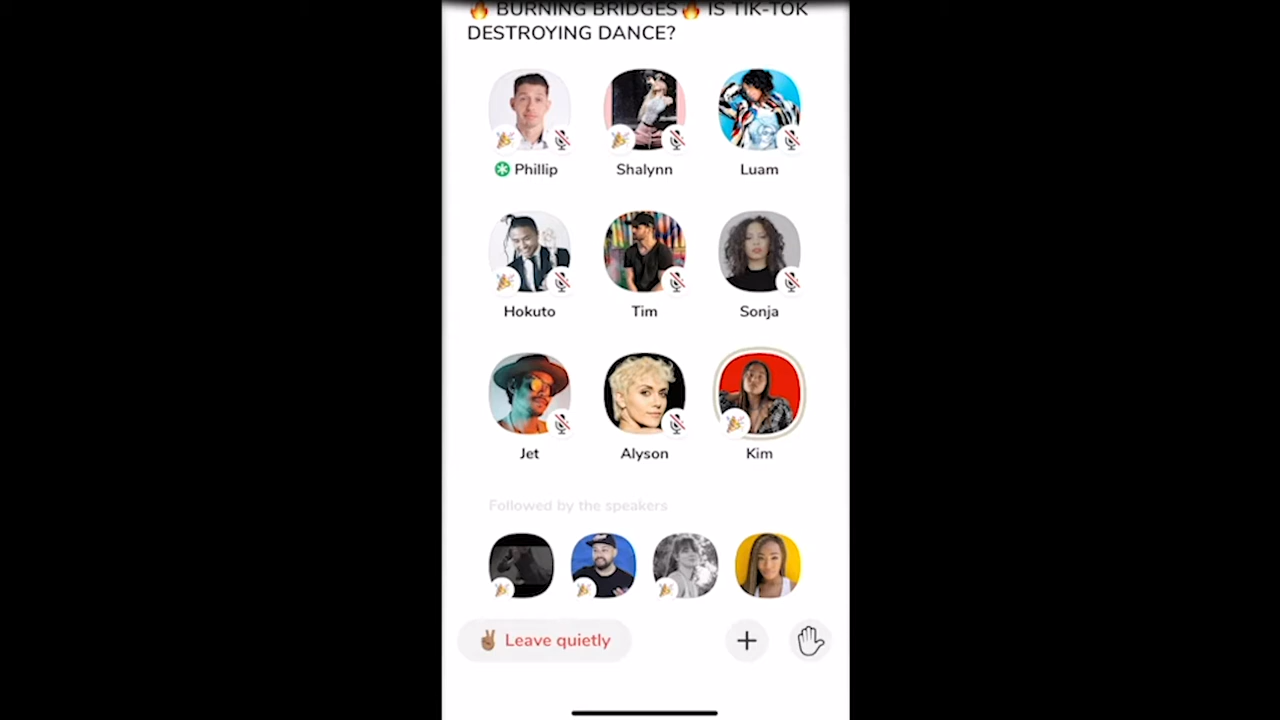 🔥 BURNING BRIDGES🔥 IS TIK-TOK
DESTROYING DANCE?
Phillip
Shalynn
Luam
Hokuto
Tim
Sonja
Jet
Alyson
Kim
Followed by the speakers
✌🏽 Leave quietly